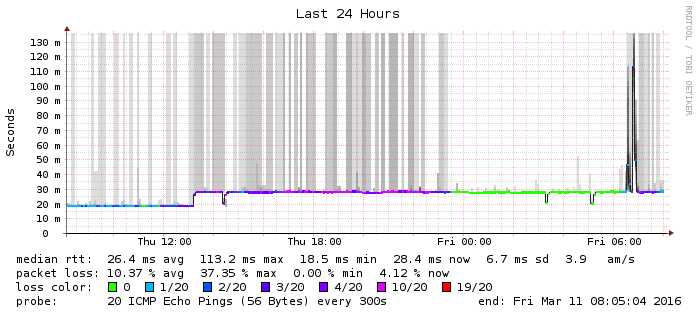 Last 24 Hours
RRDTOOL / TOBI OETIKER
Seconds
130 m
120 m
110 m
100 m
90 m
80 m
70 m
60 m
50 m
40 m
30 m
20 m
10 m
0
Thu 12:00 Thu 18:00 Fri 00:00 Fri 06:00
median rtt: 26.4 ms avg 113.2 ms max 18.5 ms min 28.4 ms now 6.7 ms sd 3.9 am/s
packet loss: 10.37 % avg 37.35 % max 0.00 % min 4.12 % now
loss color: 0 1/20 2/20 3/20 4/20 10/20 19/20
probe: 20 ICMP Echo Pings (56 Bytes) every 300s end: Fri Mar 11 08:05:04 2016